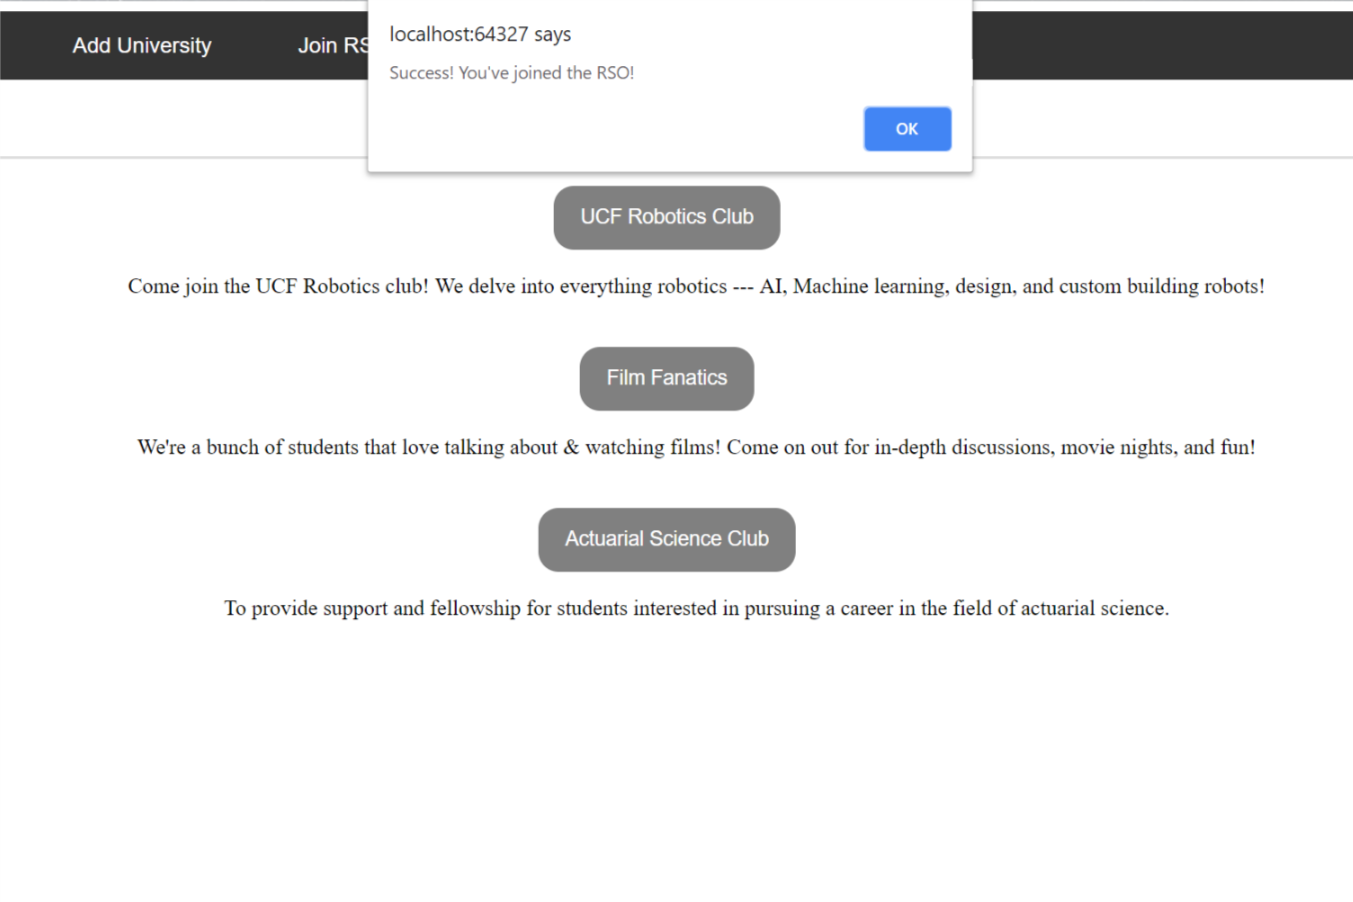 localhost:64327 says
Add University Join RS
Success! You've joined the RSO!
OK
UCF Robotics Club
Come join the UCF Robotics club! We delve into everything robotics --- AI, Machine learning, design, and custom building robots!
Film Fanatics
We're a bunch of students that love talking about & watching films! Come on out for in-depth discussions, movie nights, and fun!
Actuarial Science Club
To provide support and fellowship for students interested in pursuing a career in the field of actuarial science.